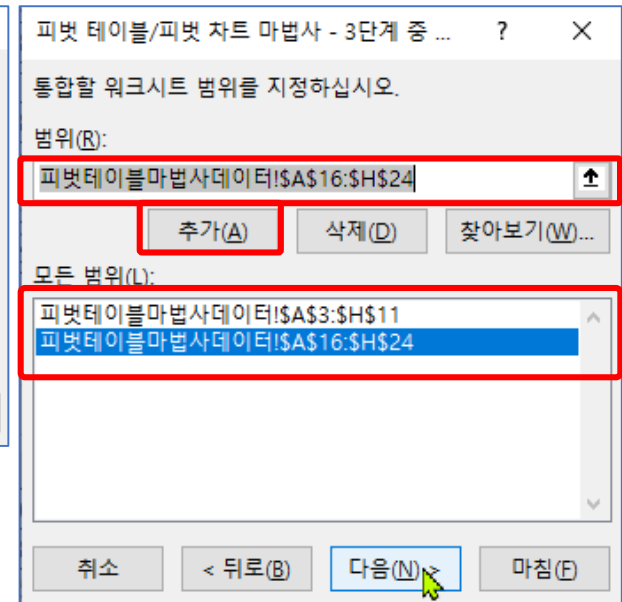 피벗 테이블/피벗 차트 마법사 - 3단계 중 ... ? ×
통합할 워크시트 범위를 지정하십시오.
범위(R):
피벗테이블마법사데이터!$A$16:$H$24
추가(A) 삭제(D) 찾아보기(W)...
모든 범위(L):
피벗테이블마법사데이터!$A$3:$H$11
피벗테이블마법사데이터!$A$16:$H$24
취소 < 뒤로(B) 다음(N) > 마침(F)